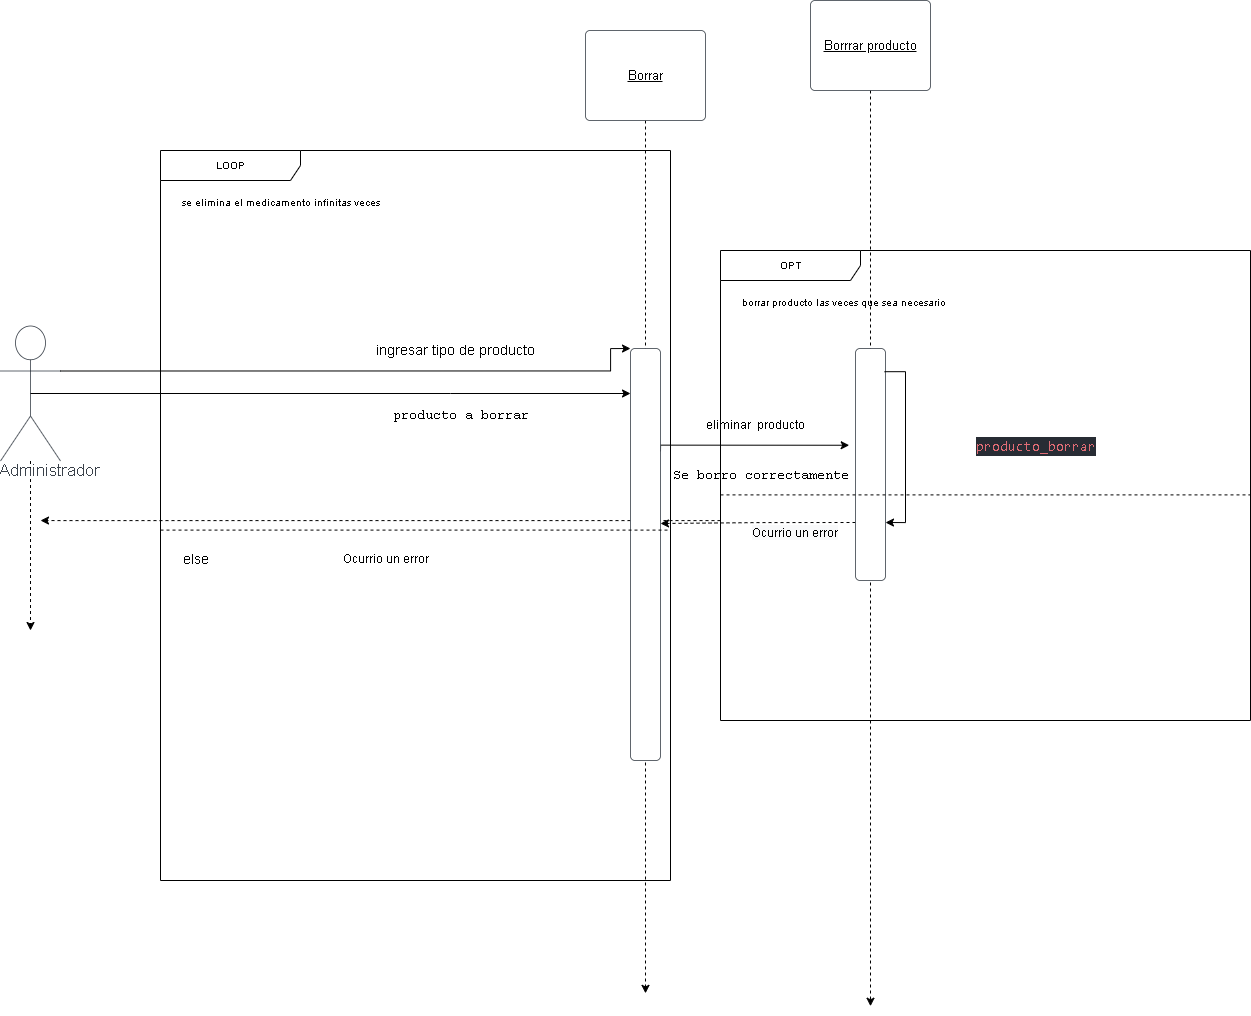 Borrrar producto
Borrar
LOOP
se elimina el medicamento infinitas veces
OPT
borrar producto las veces que sea necesario
ingresar tipo de producto
producto a borrar
eliminar producto
producto_borrar
Administrador
Se borro correctamente
Ocurrio un error
else
Ocurrio un error